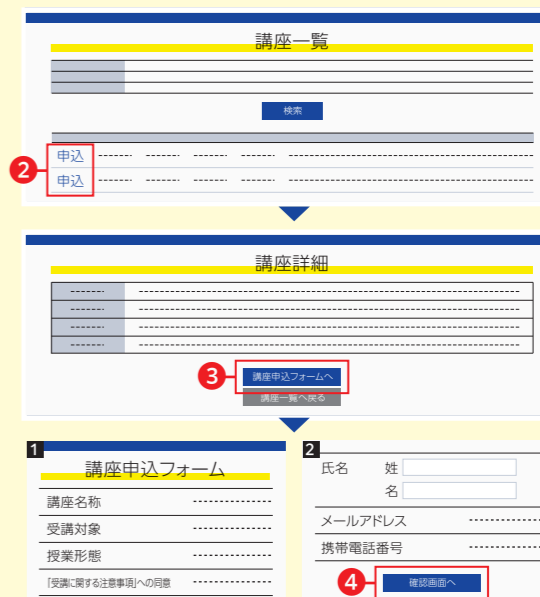 講座一覧
検索
申込
2
申込
講座詳細
3
講座申込フォームへ
講座一覧へ戻る
1
講座申込フォーム
講座名称
受講対象
授業形態
「受講に関する注意事項」への同意
2
氏名 姓
名
メールアドレス
携帯電話番号
4
確認画面へ